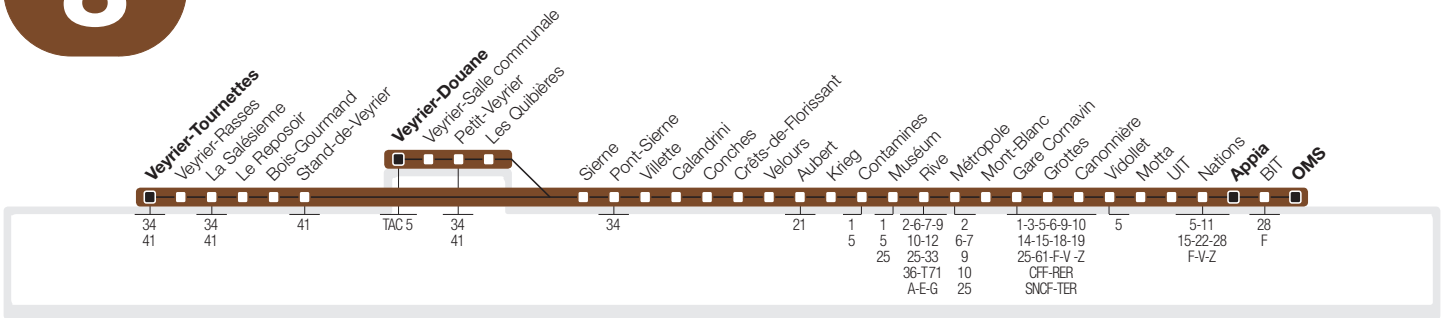 8
Veyrier-Tournettes
Veyrier-Rasses
La Salésienne
Le Reposoir
Bois-Gourmand
Stand-de-Veyrier
Veyrier-Douane
Veyrier-Salle communale
Petit-Veyrier
Les Quibières
Sierne
Pont-Sierne
Villette
Calandrini
Conches
Crêts-de-Florissant
Velours
Aubert
Krieg
Contamines
Muséum
Rive
Métropole
Mont-Blanc
Gare Cornavin
Grottes
Canonnière
Vidollet
Motta
UIT
Nations
Appia
BIT
OMS
34
41
34
41
41
TAC 5
34
41
34
21
1
5
1
5
25
2-6-7-9
10-12
25-33
36-T71
A-E-G
2
6-7
9
10
25
1-3-5-6-9-10
14-15-18-19
25-61-F-V -Z
CFF-RER
SNCF-TER
5
5-11
15-22-28
F-V-Z
28
F